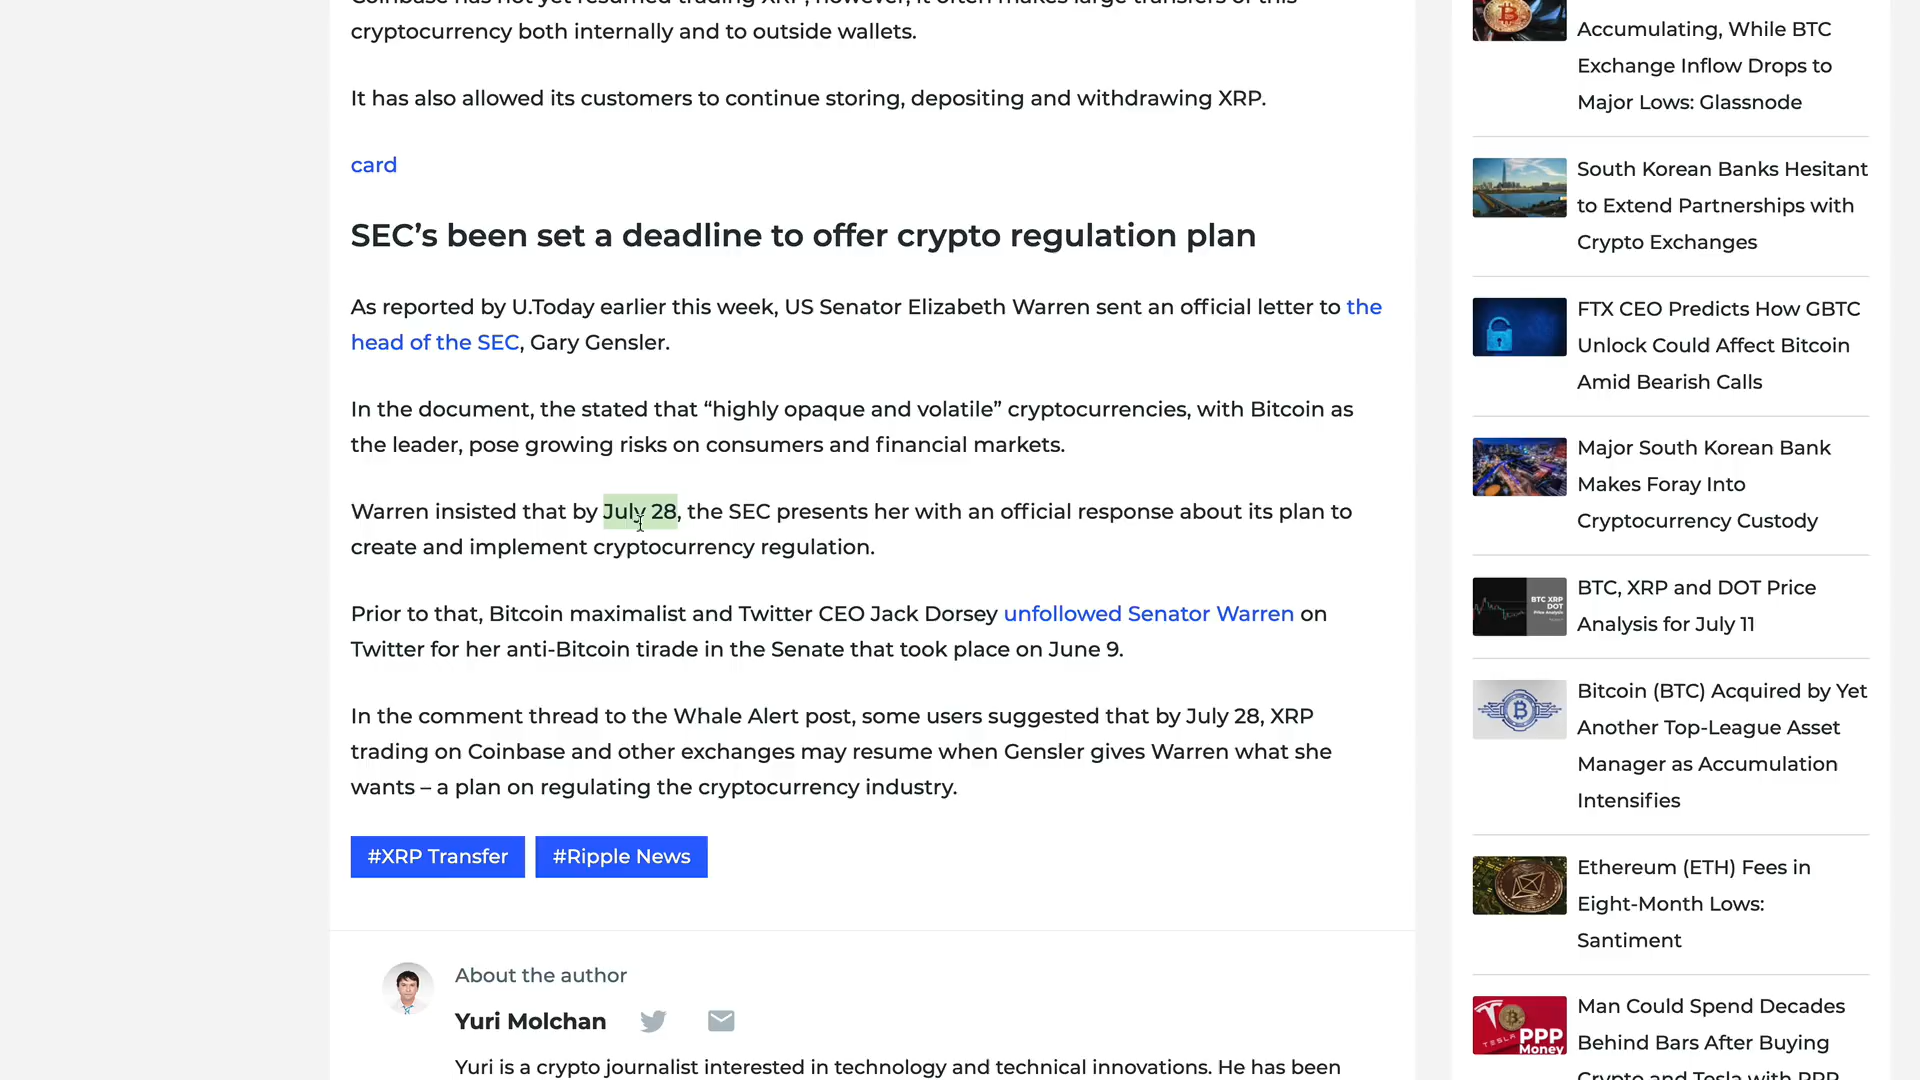 cryptocurrency both internally and to outside wallets.
It has also allowed its customers to continue storing, depositing and withdrawing XRP.
card
SEC’s been set a deadline to offer crypto regulation plan
As reported by U.Today earlier this week, US Senator Elizabeth Warren sent an official letter to the
head of the SEC, Gary Gensler.
In the document, the stated that “highly opaque and volatile” cryptocurrencies, with Bitcoin as
the leader, pose growing risks on consumers and financial markets.
Warren insisted that by July 28, the SEC presents her with an official response about its plan to
create and implement cryptocurrency regulation.
Prior to that, Bitcoin maximalist and Twitter CEO Jack Dorsey unfollowed Senator Warren on
Twitter for her anti-Bitcoin tirade in the Senate that took place on June 9.
In the comment thread to the Whale Alert post, some users suggested that by July 28, XRP
trading on Coinbase and other exchanges may resume when Gensler gives Warren what she
wants – a plan on regulating the cryptocurrency industry.
#XRP Transfer #Ripple News
About the author
Yuri Molchan
Yuri is a crypto journalist interested in technology and technical innovations. He has been
Accumulating, While BTC
Exchange Inflow Drops to
Major Lows: Glassnode
South Korean Banks Hesitant
to Extend Partnerships with
Crypto Exchanges
FTX CEO Predicts How GBTC
Unlock Could Affect Bitcoin
Amid Bearish Calls
Major South Korean Bank
Makes Foray Into
Cryptocurrency Custody
BTC XRP
DOT
BTC, XRP and DOT Price
Analysis for July 11
Bitcoin (BTC) Acquired by Yet
Another Top-League Asset
Manager as Accumulation
Intensifies
Ethereum (ETH) Fees in
Eight-Month Lows:
Santiment
TESLA
PPP
Money
Man Could Spend Decades
Behind Bars After Buying
Crypto and Tesla with PPP